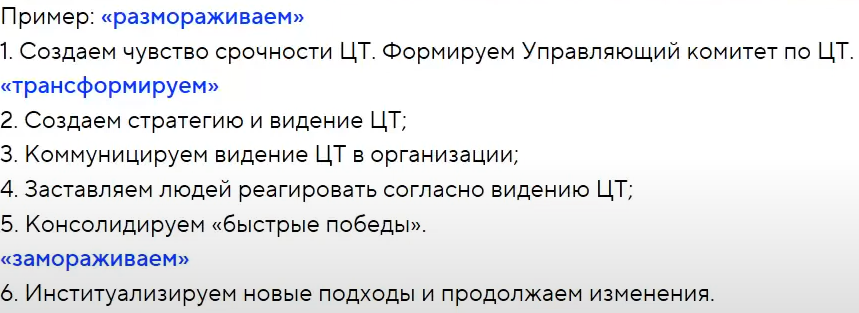 Пример: «размораживаем»
1. Создаем чувство срочности ЦТ. Формируем Управляющий комитет по ЦТ.
«трансформируем»
2. Создаем стратегию и видение ЦТ;
3. Коммуницируем видение ЦТ в организации;
4. Заставляем людей реагировать согласно видению ЦТ;
5. Консолидируем «быстрые победы».
«замораживаем»
6. Институализируем новые подходы и продолжаем изменения.